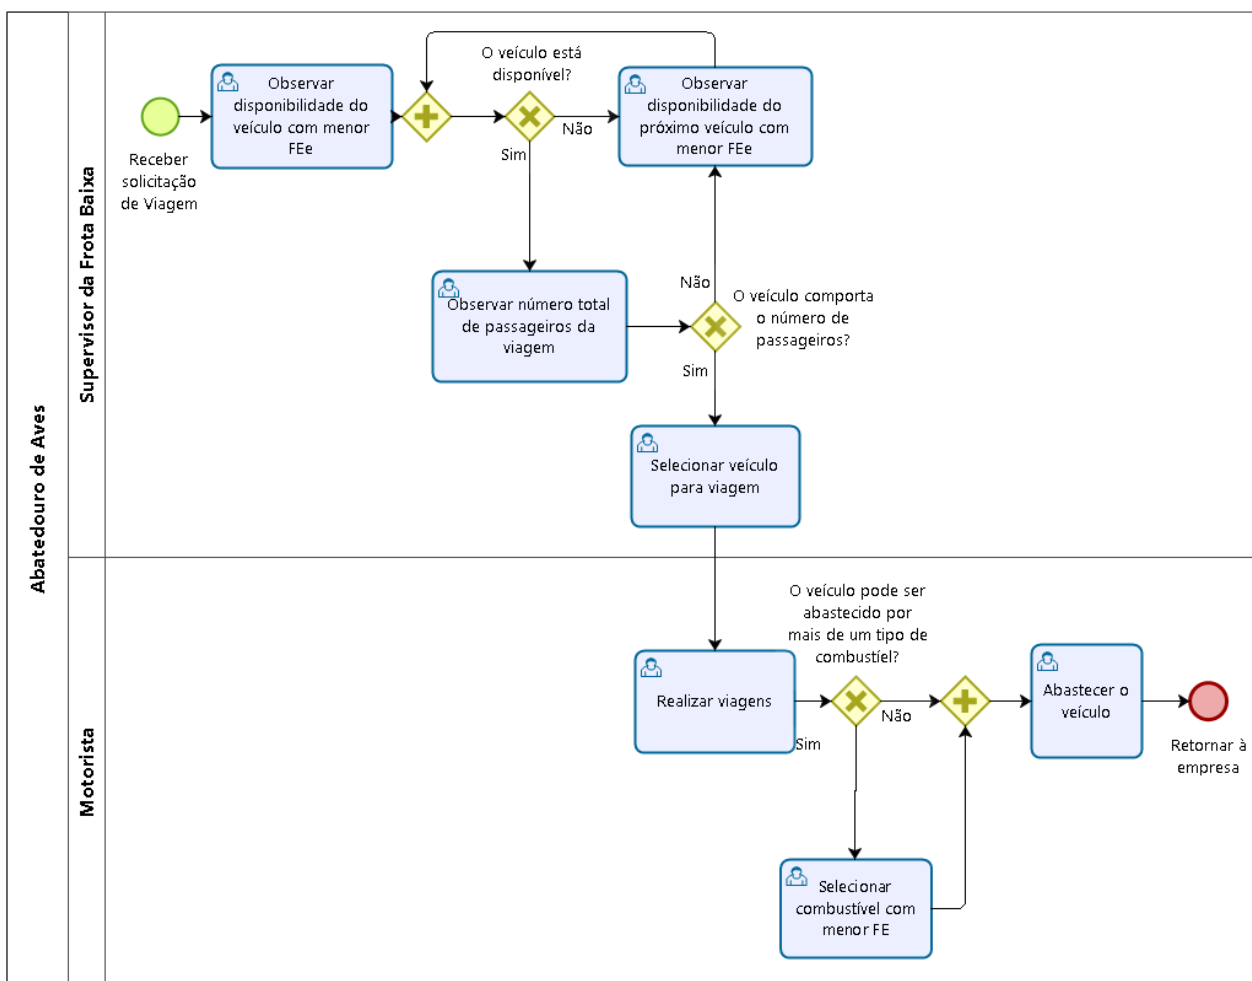 Abatedouro de Aves
Supervisor da Frota Baixa
Receber
solicitação
de Viagem
Observar
disponibilidade do
veículo com menor
FEe
O veículo está
disponível?
Não
Sim
Observar
disponibilidade do
próximo veículo com
menor FEe
Observar número total
de passageiros da
viagem
Não
O veículo comporta
o número de
passageiros?
Sim
Selecionar veículo
para viagem
Motorista
Realizar viagens
O veículo pode ser
abastecido por
mais de um tipo de
combustíel?
Não
Sim
Selecionar
combustível com
menor FE
Abastecer o
veículo
Retornar à
empresa